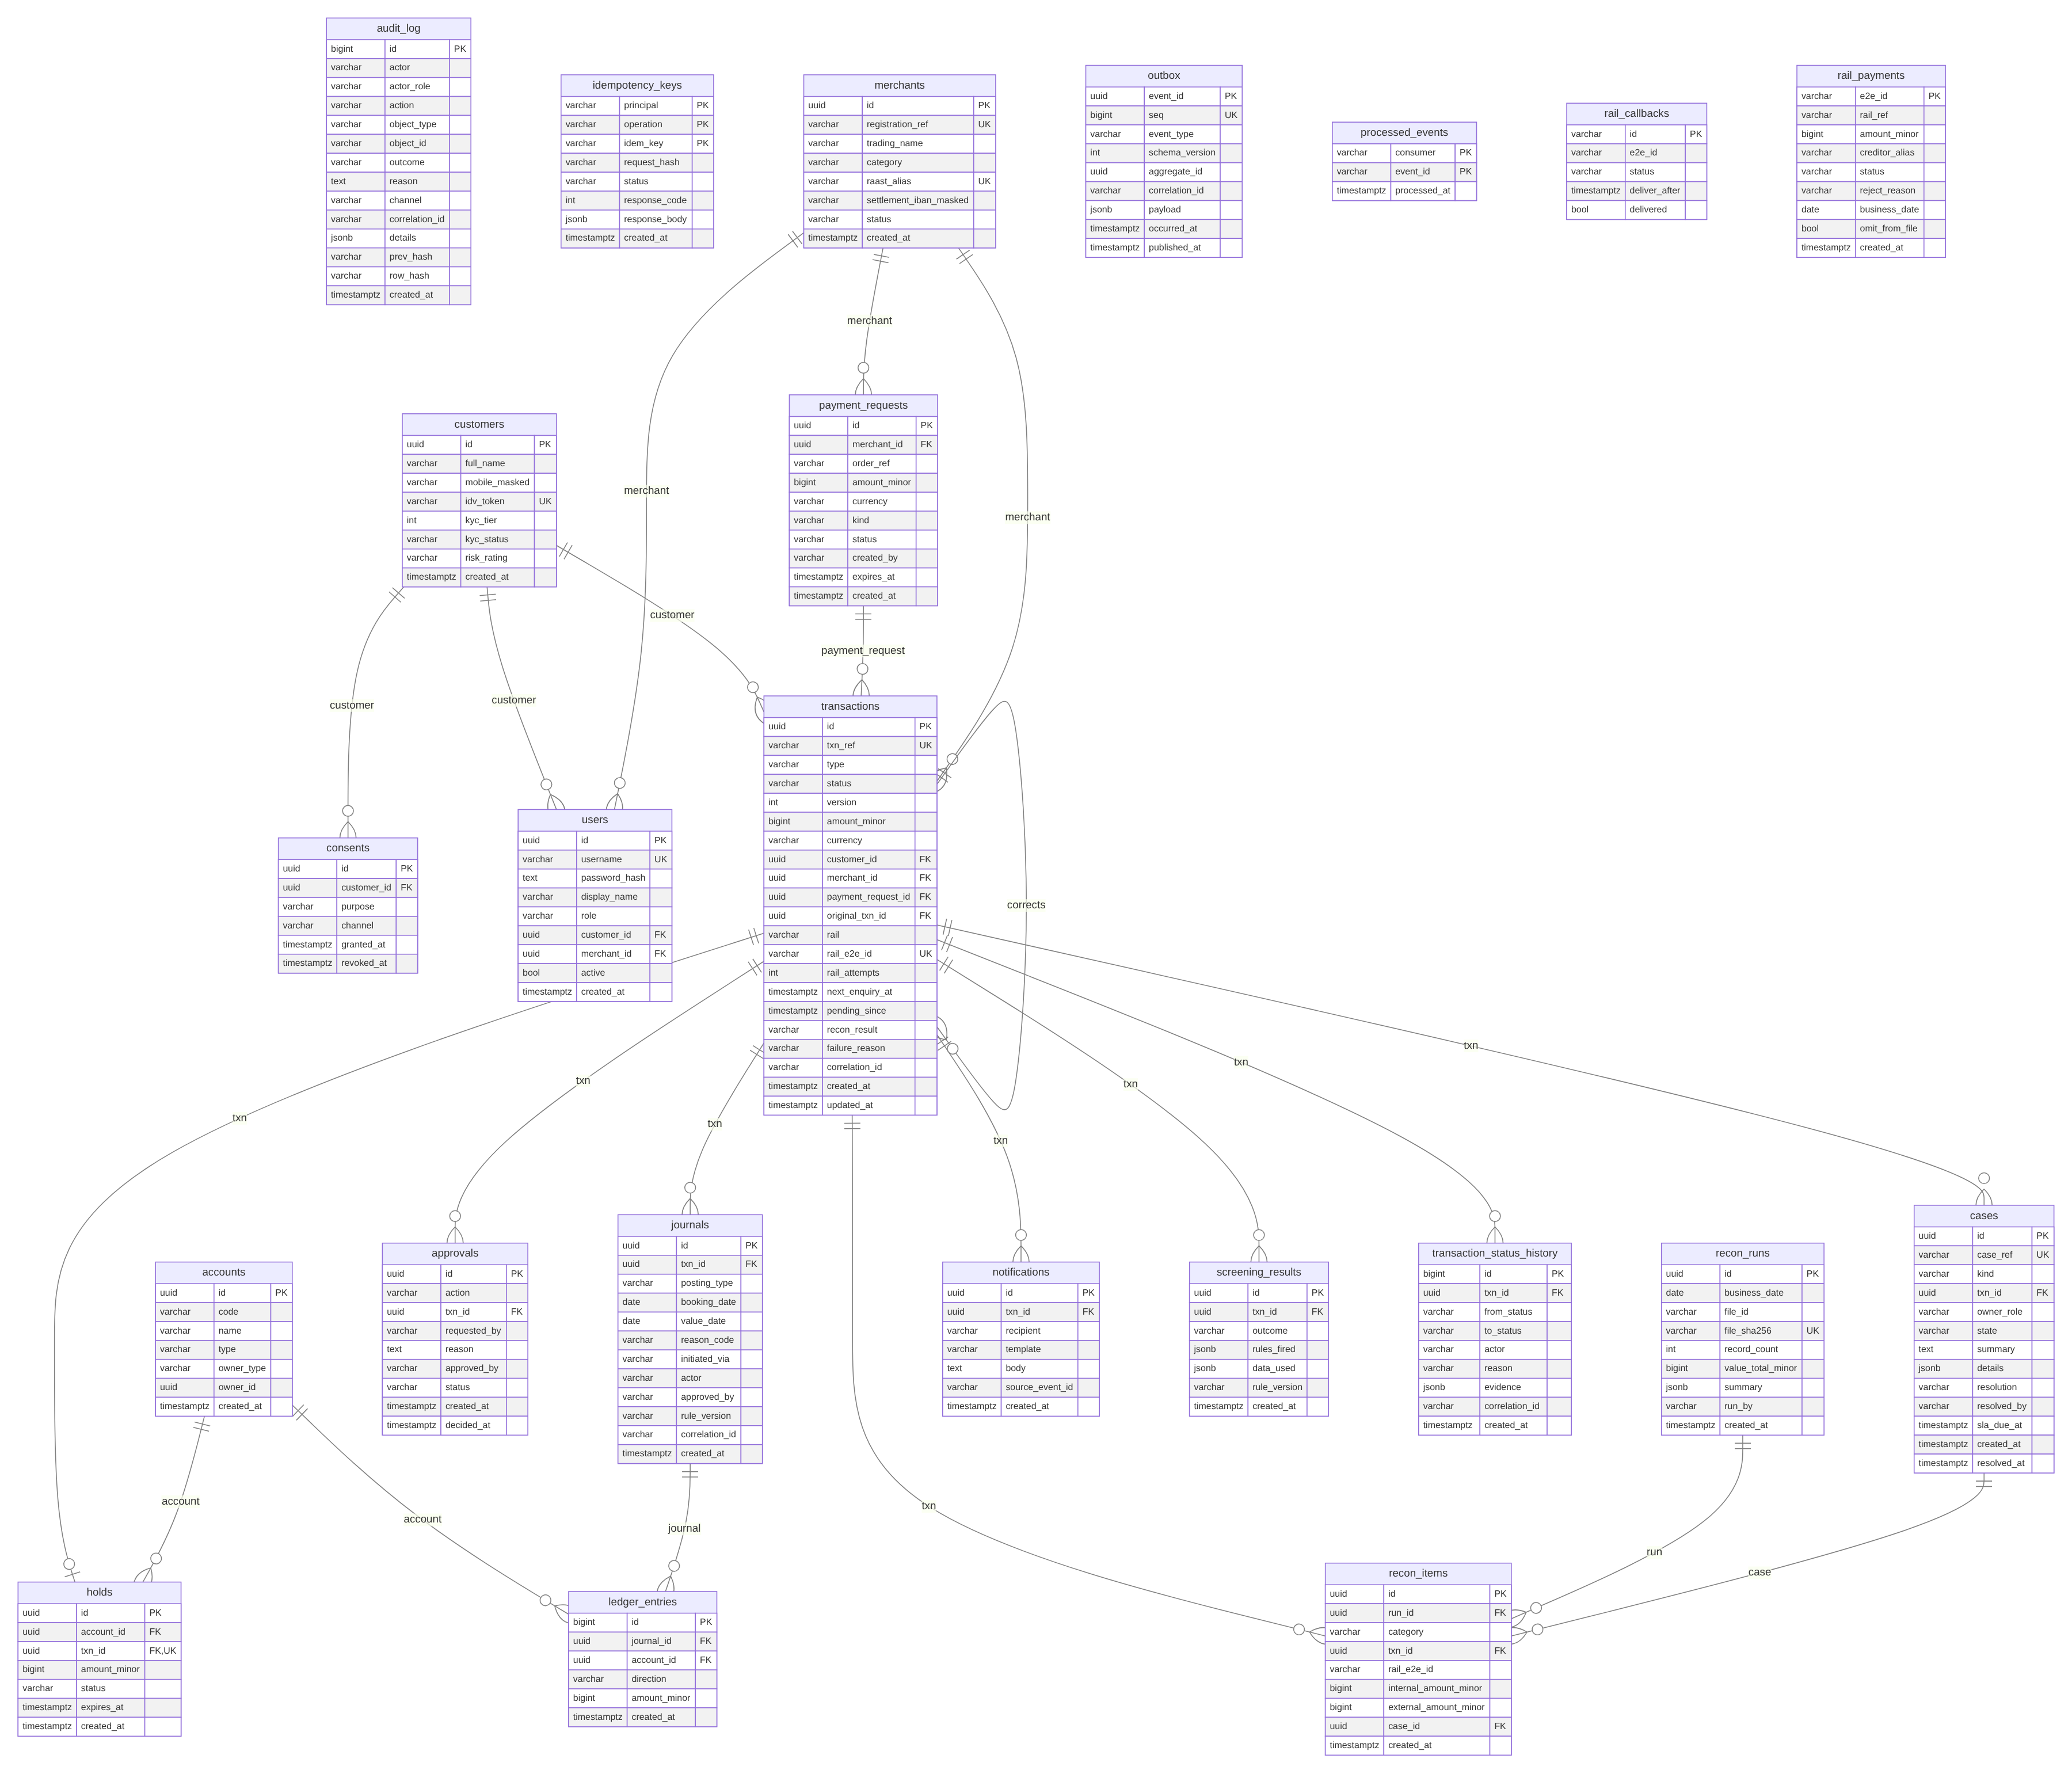 audit_log
bigint id PK
varchar actor
varchar actor_role
varchar action
varchar object_type
varchar object_id
varchar outcome
text reason
varchar channel
varchar correlation_id
jsonb details
varchar prev_hash
varchar row_hash
timestamptz created_at
idempotency_keys
varchar principal PK
varchar operation PK
varchar idem_key PK
varchar request_hash
varchar status
int response_code
jsonb response_body
timestamptz created_at
merchants
uuid id PK
varchar registration_ref UK
varchar trading_name
varchar category
varchar raast_alias UK
varchar settlement_iban_masked
varchar status
timestamptz created_at
outbox
uuid event_id PK
bigint seq UK
varchar event_type
int schema_version
uuid aggregate_id
varchar correlation_id
jsonb payload
timestamptz occurred_at
timestamptz published_at
processed_events
varchar consumer PK
varchar event_id PK
timestamptz processed_at
rail_callbacks
varchar id PK
varchar e2e_id
varchar status
timestamptz deliver_after
bool delivered
rail_payments
varchar e2e_id PK
varchar rail_ref
bigint amount_minor
varchar creditor_alias
varchar status
varchar reject_reason
date business_date
bool omit_from_file
timestamptz created_at
merchant
merchant
merchant
customers
uuid id PK
varchar full_name
varchar mobile_masked
varchar idv_token UK
int kyc_tier
varchar kyc_status
varchar risk_rating
timestamptz created_at
payment_requests
uuid id PK
uuid merchant_id FK
varchar order_ref
bigint amount_minor
varchar currency
varchar kind
varchar status
varchar created_by
timestamptz expires_at
timestamptz created_at
customer
payment_request
customer
customer
consents
uuid id PK
uuid customer_id FK
varchar purpose
varchar channel
timestamptz granted_at
timestamptz revoked_at
users
uuid id PK
varchar username UK
text password_hash
varchar display_name
varchar role
uuid customer_id FK
uuid merchant_id FK
bool active
timestamptz created_at
transactions
uuid id PK
varchar txn_ref UK
varchar type
varchar status
int version
bigint amount_minor
varchar currency
uuid customer_id FK
uuid merchant_id FK
uuid payment_request_id FK
uuid original_txn_id FK
varchar rail
varchar rail_e2e_id UK
int rail_attempts
timestamptz next_enquiry_at
timestamptz pending_since
varchar recon_result
varchar failure_reason
varchar correlation_id
timestamptz created_at
timestamptz updated_at
corrects
txn
txn
txn
txn
txn
txn
txn
accounts
uuid id PK
varchar code
varchar name
varchar type
varchar owner_type
uuid owner_id
timestamptz created_at
approvals
uuid id PK
varchar action
uuid txn_id FK
varchar requested_by
text reason
varchar approved_by
varchar status
timestamptz created_at
timestamptz decided_at
journals
uuid id PK
uuid txn_id FK
varchar posting_type
date booking_date
date value_date
varchar reason_code
varchar initiated_via
varchar actor
varchar approved_by
varchar rule_version
varchar correlation_id
timestamptz created_at
notifications
uuid id PK
uuid txn_id FK
varchar recipient
varchar template
text body
varchar source_event_id
timestamptz created_at
screening_results
uuid id PK
uuid txn_id FK
varchar outcome
jsonb rules_fired
jsonb data_used
varchar rule_version
timestamptz created_at
transaction_status_history
bigint id PK
uuid txn_id FK
varchar from_status
varchar to_status
varchar actor
varchar reason
jsonb evidence
varchar correlation_id
timestamptz created_at
recon_runs
uuid id PK
date business_date
varchar file_id
varchar file_sha256 UK
int record_count
bigint value_total_minor
jsonb summary
varchar run_by
timestamptz created_at
cases
uuid id PK
varchar case_ref UK
varchar kind
uuid txn_id FK
varchar owner_role
varchar state
text summary
jsonb details
varchar resolution
varchar resolved_by
timestamptz sla_due_at
timestamptz created_at
timestamptz resolved_at
account
account
journal
txn
run
case
holds
uuid id PK
uuid account_id FK
uuid txn_id FK,UK
bigint amount_minor
varchar status
timestamptz expires_at
timestamptz created_at
ledger_entries
bigint id PK
uuid journal_id FK
uuid account_id FK
varchar direction
bigint amount_minor
timestamptz created_at
recon_items
uuid id PK
uuid run_id FK
varchar category
uuid txn_id FK
varchar rail_e2e_id
bigint internal_amount_minor
bigint external_amount_minor
uuid case_id FK
timestamptz created_at